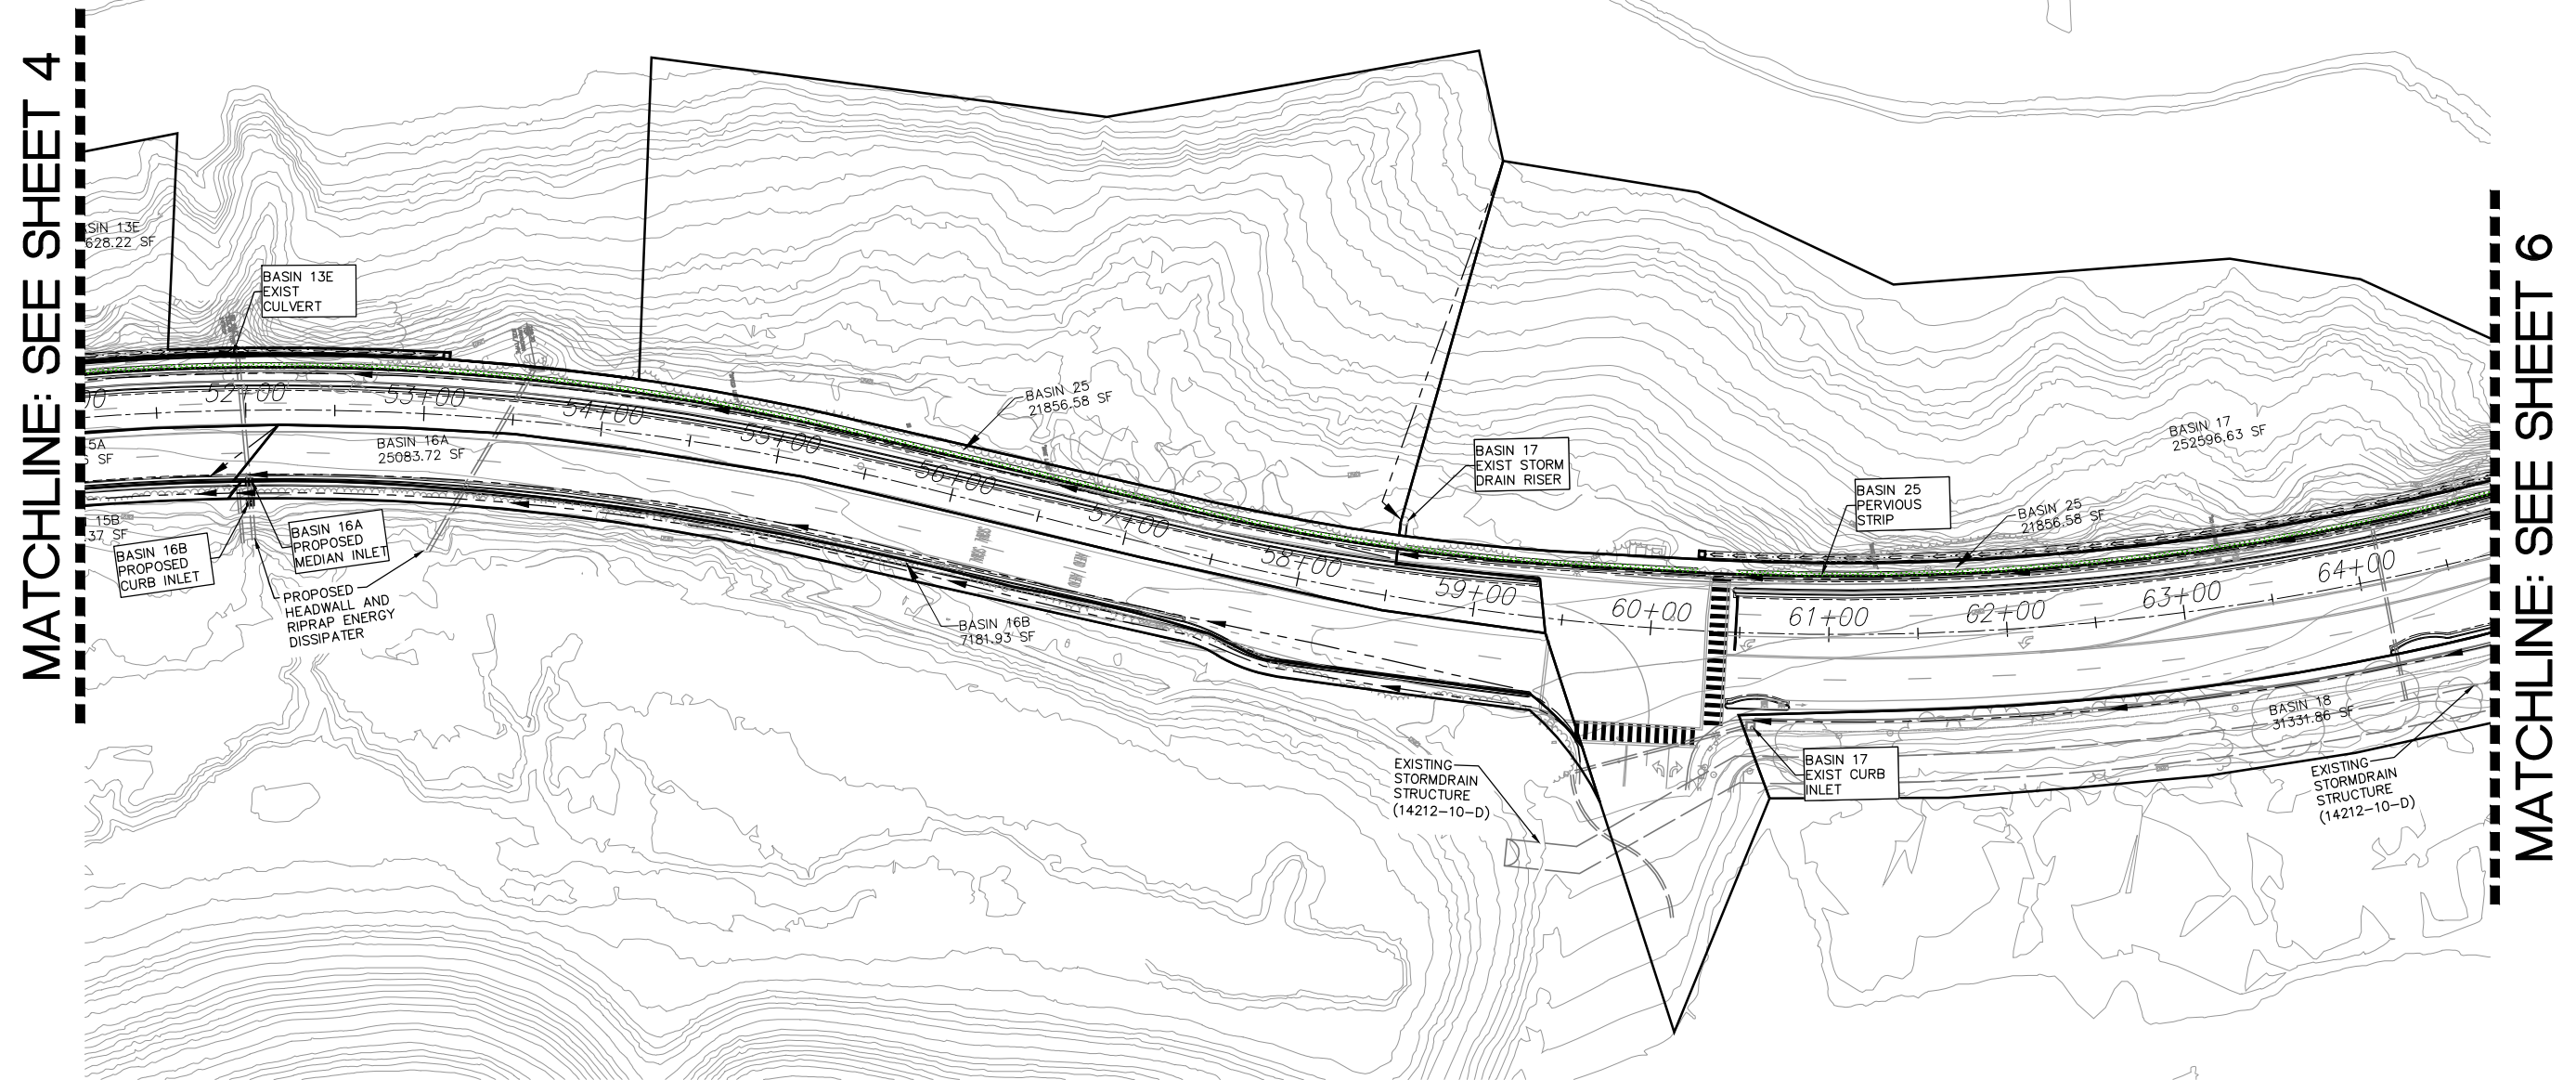 MATCHLINE: SEE SHEET 4
ASIN 13E
628.22 SF
BASIN 13E
EXIST
CULVERT
00
52+00
53+00
54+00
55+00
56+00
57+00
58+00
59+00
60+00
61+00
62+00
63+00
64+00
5A
SF
BASIN 16A
25083.72 SF
15B
.37 SF
BASIN 16B
PROPOSED
CURB INLET
BASIN 16A
PROPOSED
MEDIAN INLET
PROPOSED
HEADWALL AND
RIPRAP ENERGY
DISSIPATER
BASIN 25
21856.58 SF
BASIN 16B
7181.93 SF
BASIN 17
EXIST STORM
DRAIN RISER
BASIN 25
PERVIOUS
STRIP
BASIN 25
21856.58 SF
BASIN 17
252596.63 SF
EXISTING
STORMDRAIN
STRUCTURE
(14212-10-D)
BASIN 17
EXIST CURB
INLET
BASIN 18
31331.86 SF
EXISTING
STORMDRAIN
STRUCTURE
(14212-10-D)
MATCHLINE: SEE SHEET 6